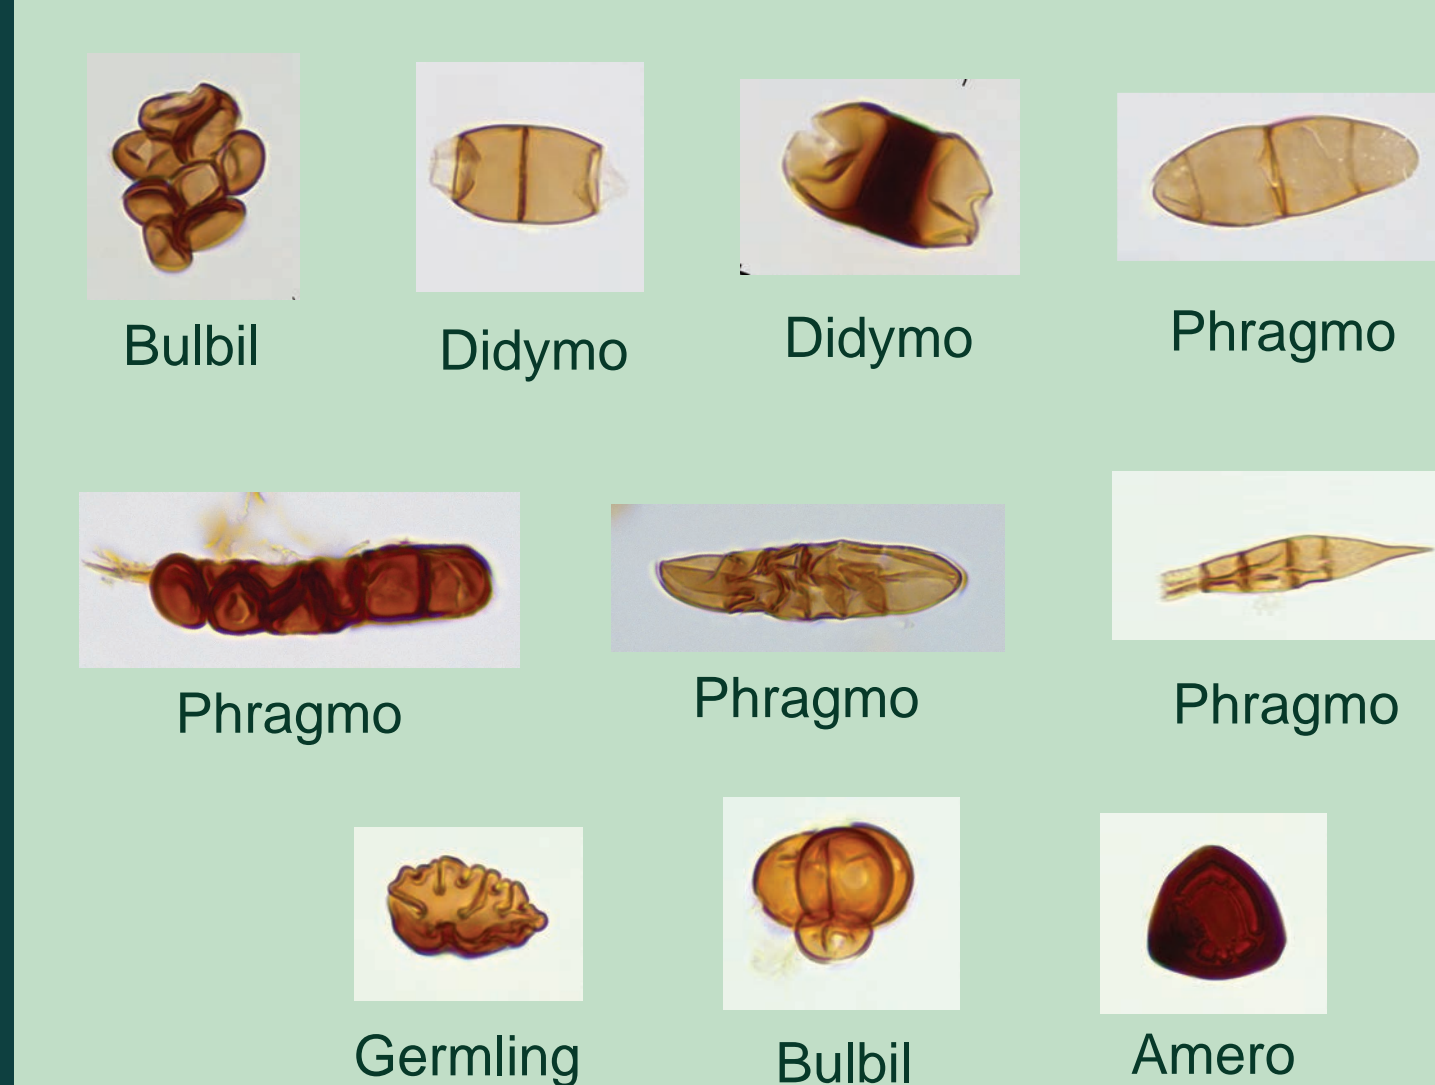 Bulbil
Didymo
Didymo
Phragmo
Phragmo
Phragmo
Phragmo
Germling
Bulbil
Amero